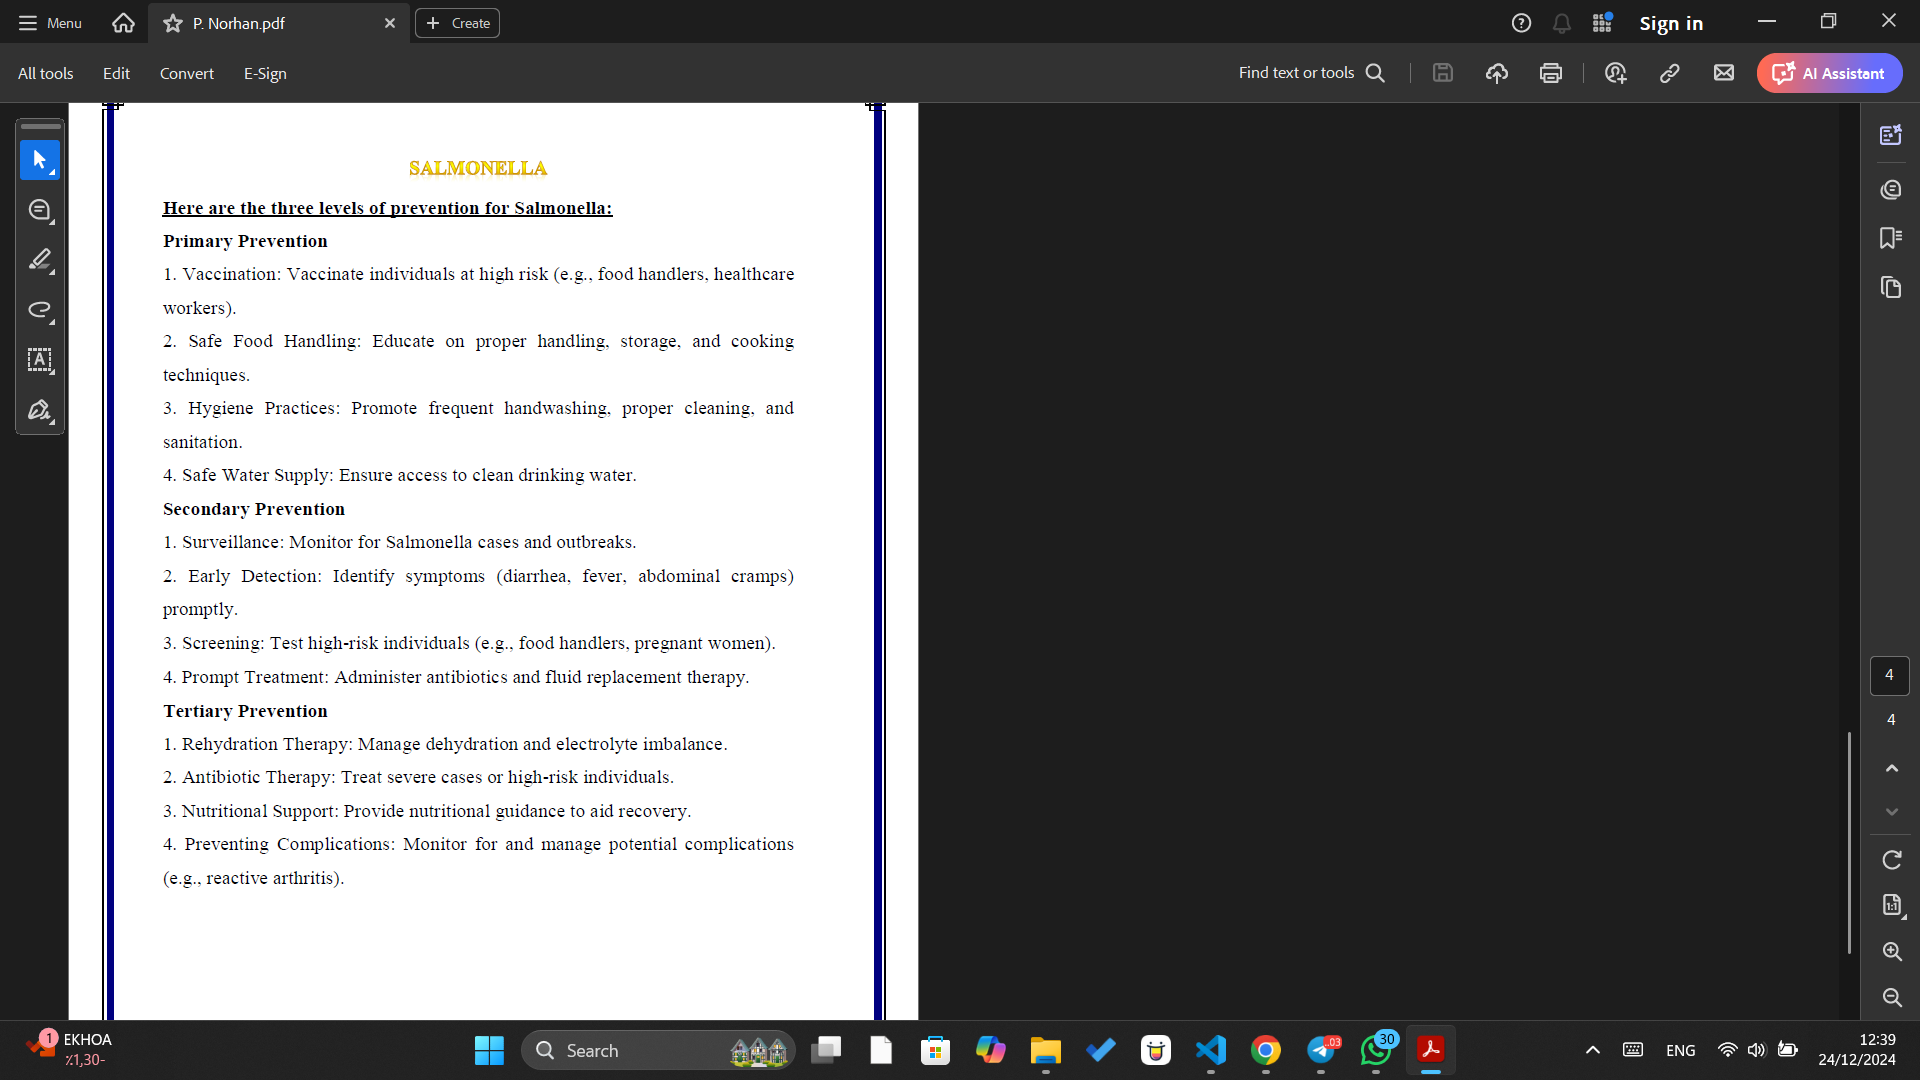 Menu
P. Norhan.pdf
Create
Sign in
All tools
Edit
Convert
E-Sign
Find text or tools
AI Assistant
SALMONELLA
Here are the three levels of prevention for Salmonella:
Primary Prevention
1. Vaccination: Vaccinate individuals at high risk (e.g., food handlers, healthcare
workers).
2. Safe Food Handling: Educate on proper handling, storage, and cooking
techniques.
3. Hygiene Practices: Promote frequent handwashing, proper cleaning, and
sanitation.
4. Safe Water Supply: Ensure access to clean drinking water.
Secondary Prevention
1. Surveillance: Monitor for Salmonella cases and outbreaks.
2. Early Detection: Identify symptoms (diarrhea, fever, abdominal cramps)
promptly.
3. Screening: Test high-risk individuals (e.g., food handlers, pregnant women).
4. Prompt Treatment: Administer antibiotics and fluid replacement therapy.
Tertiary Prevention
1. Rehydration Therapy: Manage dehydration and electrolyte imbalance.
2. Antibiotic Therapy: Treat severe cases or high-risk individuals.
3. Nutritional Support: Provide nutritional guidance to aid recovery.
4. Preventing Complications: Monitor for and manage potential complications
(e.g., reactive arthritis).
4
4
1
EKHOA
٪1,30-
Search
.03
30
ENG
12:39
24/12/2024